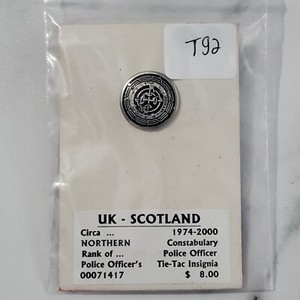 T92
UK - SCOTLAND
Circa ... 1974-2000
NORTHERN Constabulary
Rank of ... Police Officer
Police Officer's Tie-Tac Insignia
00071417 $ 8.00